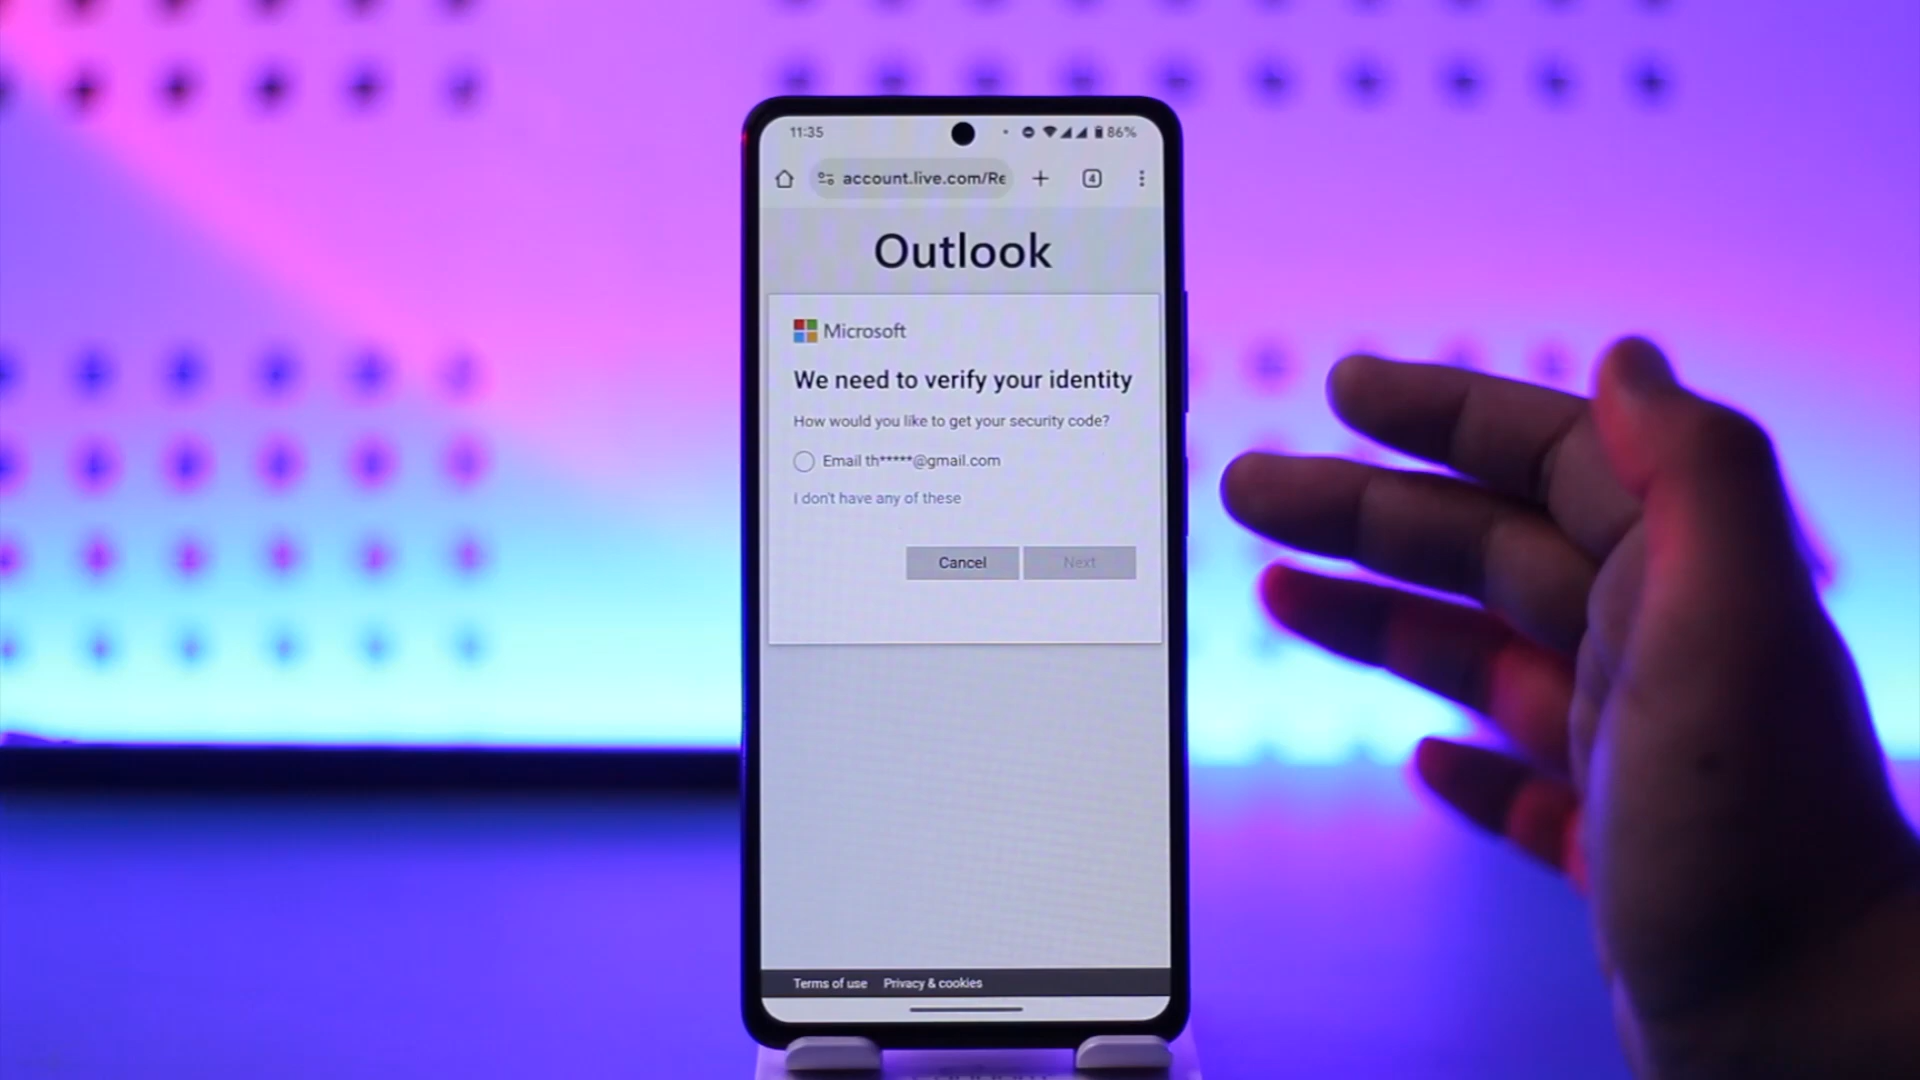 11:35
86%
account.live.com/Re
4
Outlook
Microsoft
We need to verify your identity
How would you like to get your security code?
Email th*****@gmail.com
I don't have any of these
Cancel
Next
Terms of use
Privacy & cookies